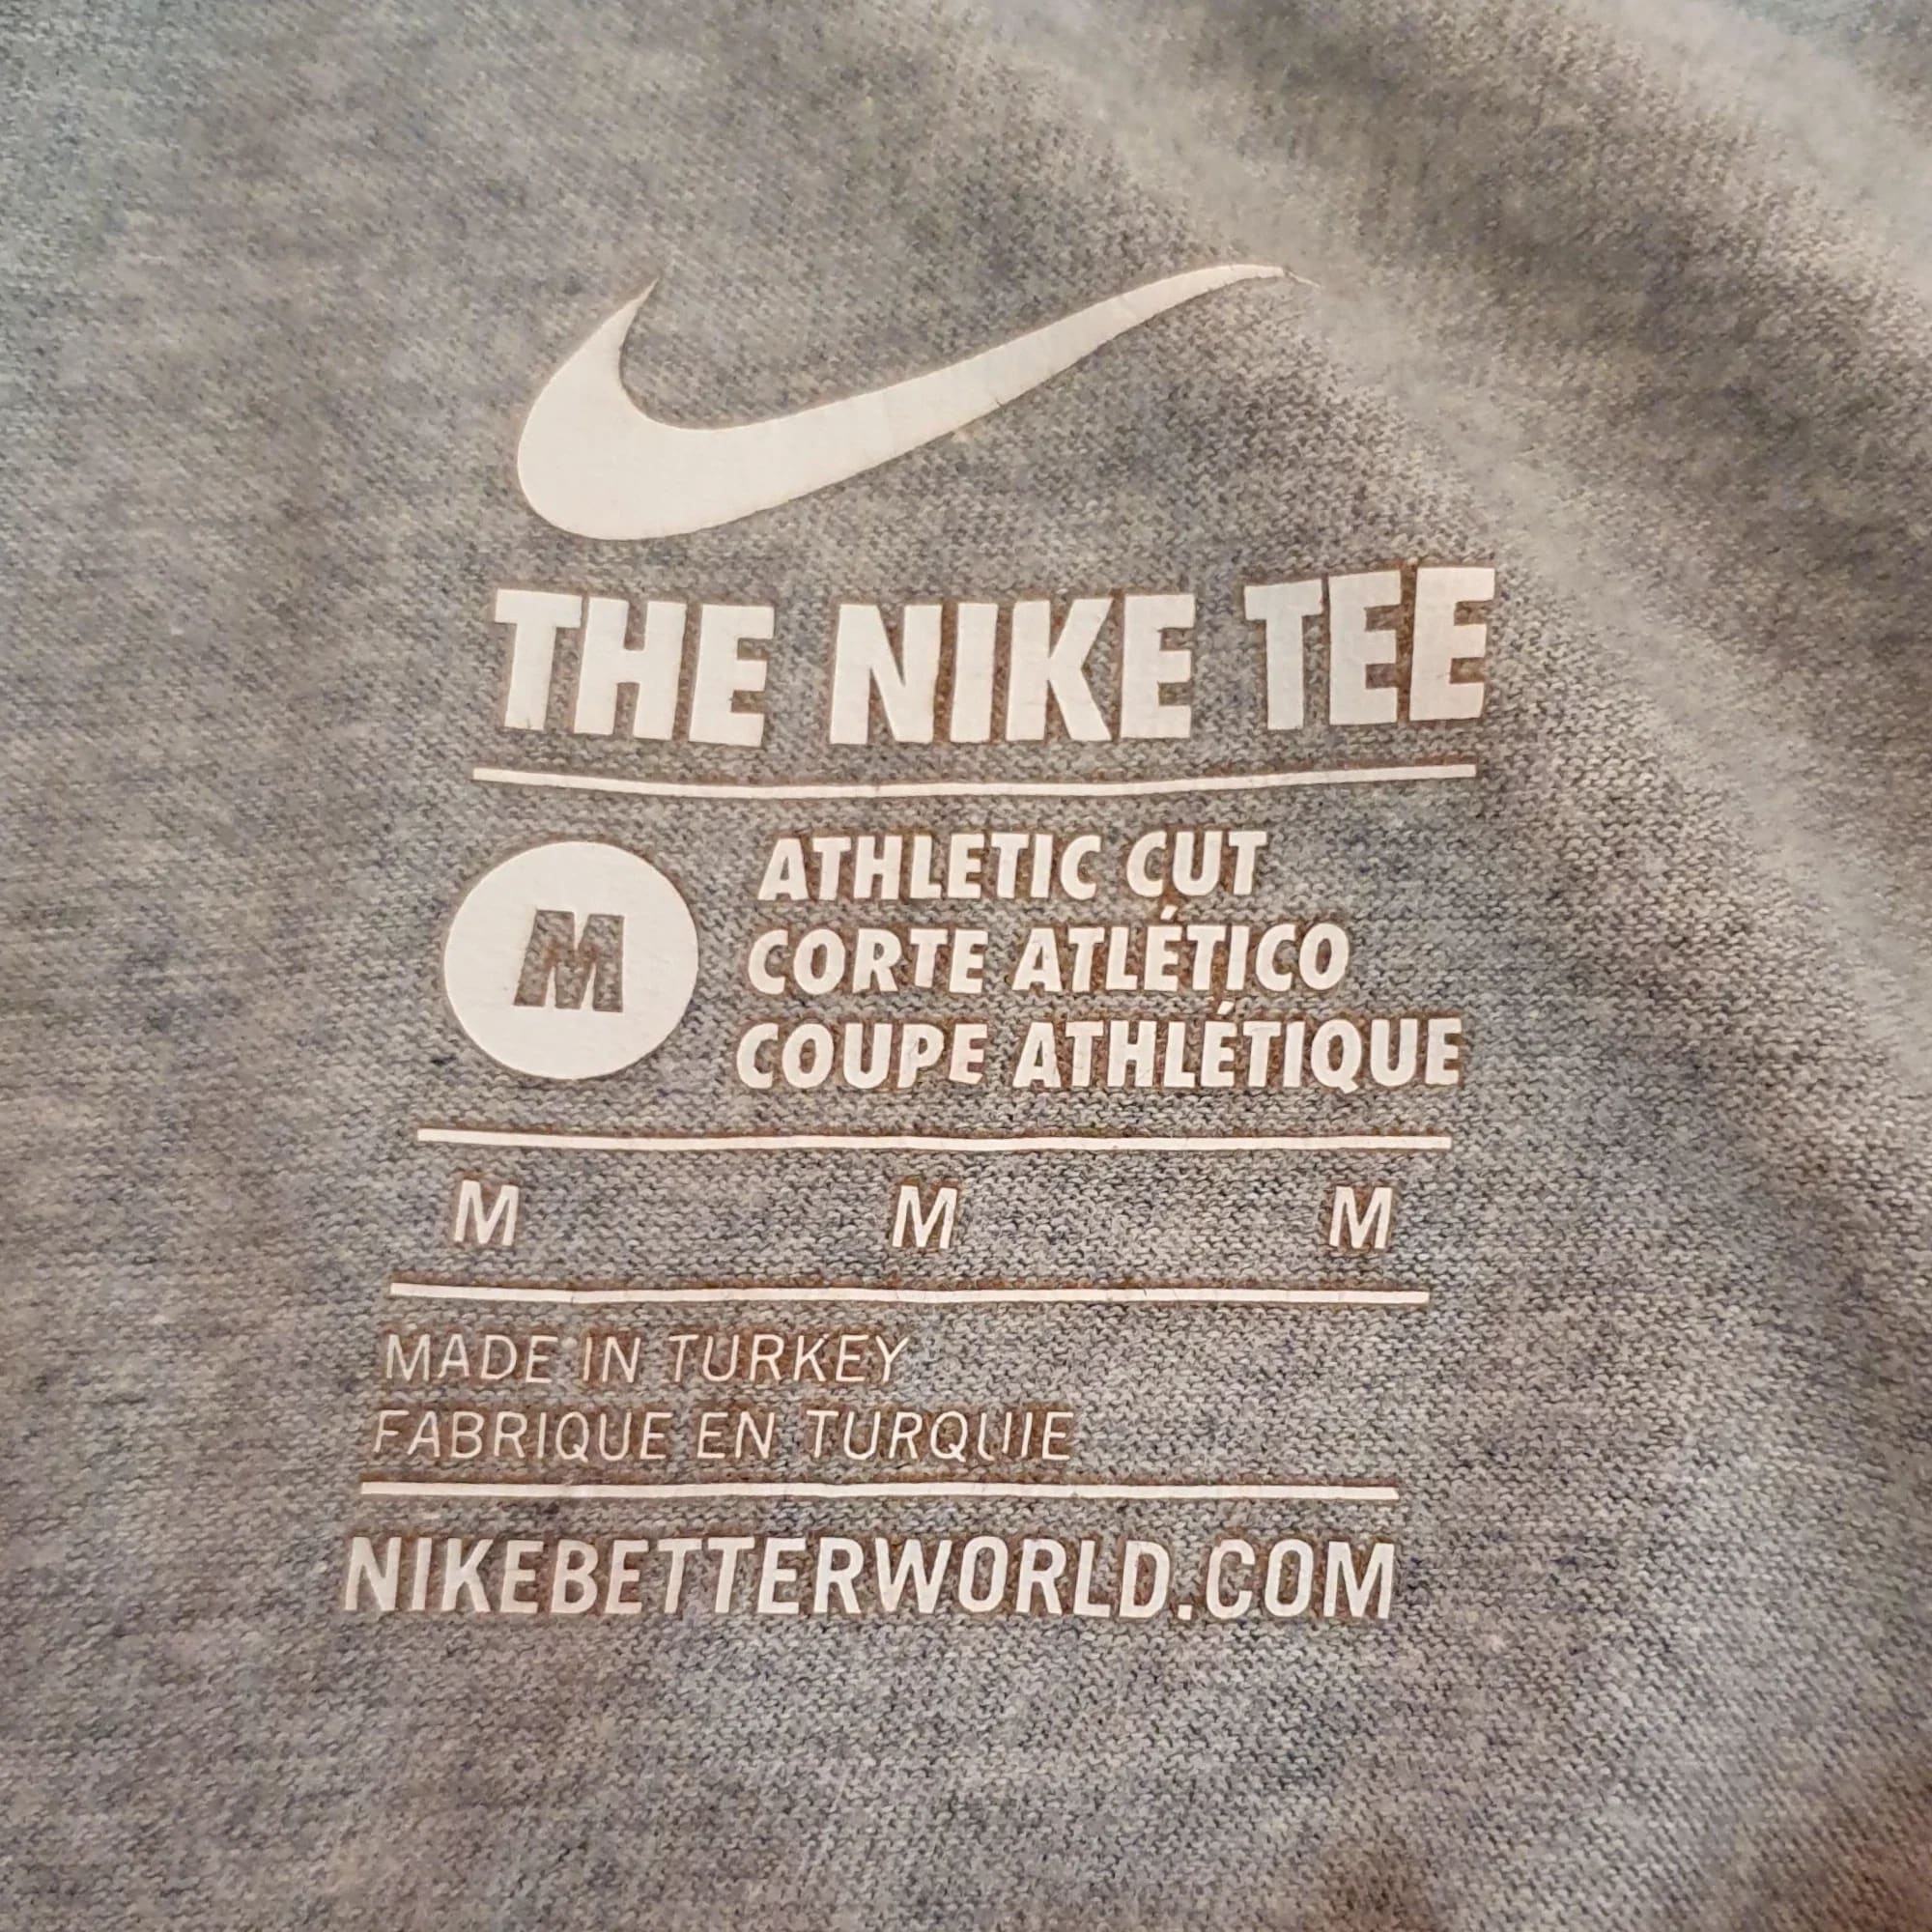 THE NIKE TEE
M
ATHLETIC CUT
CORTE ATLÉTICO
COUPE ATHLÉTIQUE
M M M
MADE IN TURKEY
FABRIQUE EN TURQUIE
NIKEBETTERWORLD.COM